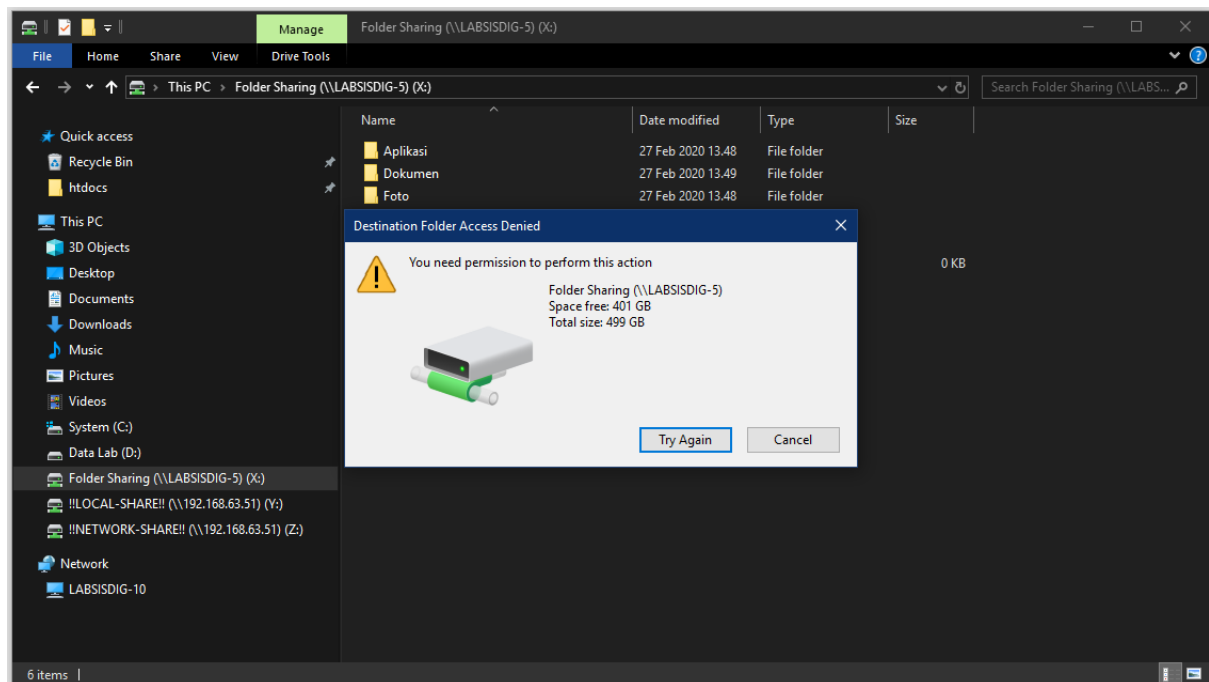 Manage
Folder Sharing (\\LABSISDIG-5) (X:)
File Home Share View Drive Tools
This PC > Folder Sharing (\\LABSISDIG-5) (X:)
Search Folder Sharing (\\LABS...
Name Date modified Type Size
Quick access
Recycle Bin
htdocs
This PC
3D Objects
Desktop
Documents
Downloads
Music
Pictures
Videos
System (C:)
Data Lab (D:)
Folder Sharing (\\LABSISDIG-5) (X:)
!!LOCAL-SHARE!! (\\192.168.63.51) (Y:)
!!NETWORK-SHARE!! (\\192.168.63.51) (Z:)
Network
LABSISDIG-10
Aplikasi 27 Feb 2020 13.48 File folder
Dokumen 27 Feb 2020 13.49 File folder
Foto 27 Feb 2020 13.48 File folder
0 KB
Destination Folder Access Denied
You need permission to perform this action
Folder Sharing (\\LABSISDIG-5)
Space free: 401 GB
Total size: 499 GB
Try Again Cancel
6 items